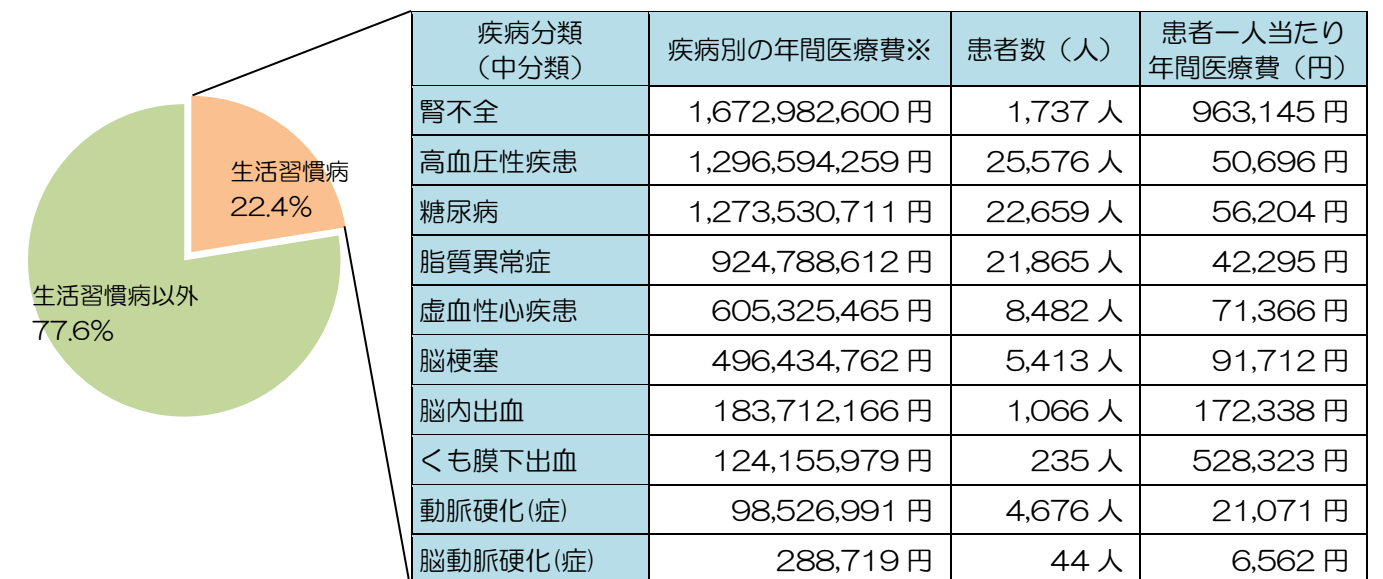 生活習慣病
22.4%
生活習慣病以外
77.6%
疾病分類
（中分類） 疾病別の年間医療費※ 患者数（人） 患者一人当たり
年間医療費（円）
腎不全 1,672,982,600 円 1,737 人 963,145 円
高血圧性疾患 1,296,594,259 円 25,576 人 50,696 円
糖尿病 1,273,530,711 円 22,659 人 56,204 円
脂質異常症 924,788,612 円 21,865 人 42,295 円
虚血性心疾患 605,325,465 円 8,482 人 71,366 円
脳梗塞 496,434,762 円 5,413 人 91,712 円
脳内出血 183,712,166 円 1,066 人 172,338 円
くも膜下出血 124,155,979 円 235 人 528,323 円
動脈硬化(症) 98,526,991 円 4,676 人 21,071 円
脳動脈硬化(症) 288,719 円 44 人 6,562 円